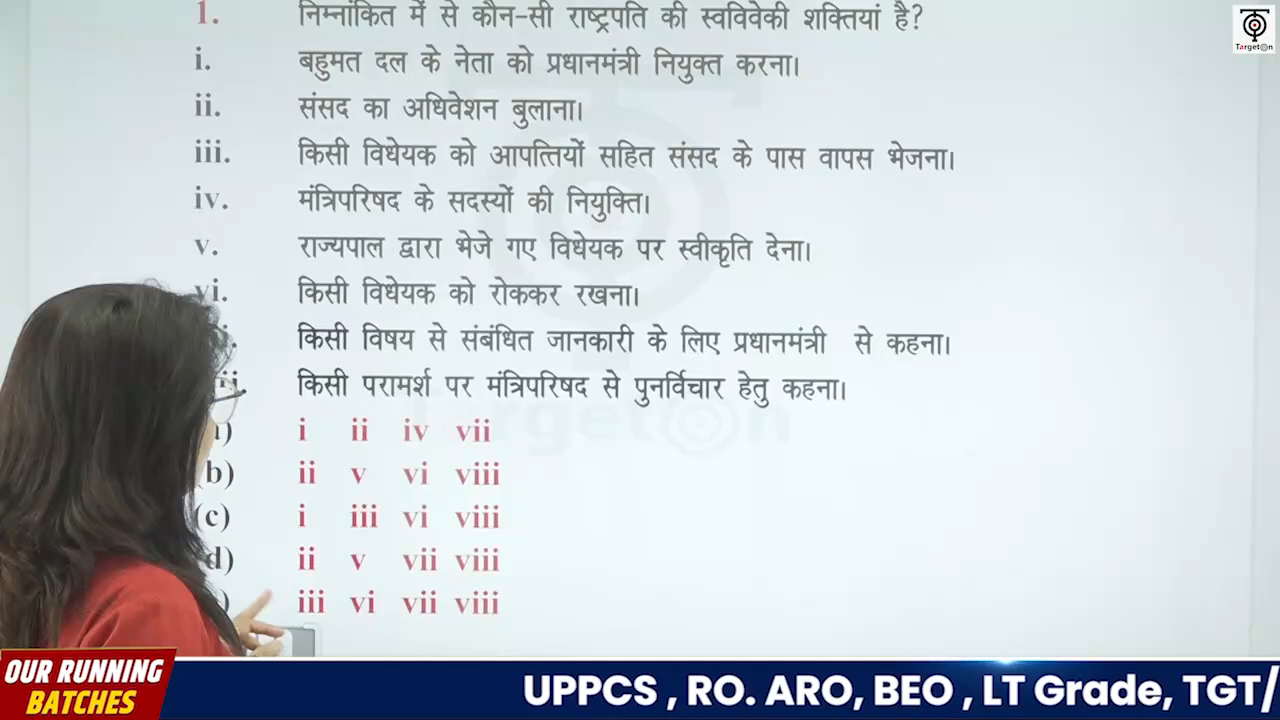 1. निम्नांकित में से कौन-सी राष्ट्रपति की स्वविवेकी शक्तियां है?
i. बहुमत दल के नेता को प्रधानमंत्री नियुक्त करना।
ii. संसद का अधिवेशन बुलाना।
iii. किसी विधेयक को आपत्तियों सहित संसद के पास वापस भेजना।
iv. मंत्रिपरिषद के सदस्यों की नियुक्ति।
v. राज्यपाल द्वारा भेजे गए विधेयक पर स्वीकृति देना।
vi. किसी विधेयक को रोककर रखना।
किसी विषय से संबंधित जानकारी के लिए प्रधानमंत्री से कहना।
किसी परामर्श पर मंत्रिपरिषद से पुनर्विचार हेतु कहना।
i ii iv vii
(b) ii v vi viii
(c) i iii vi viii
d) ii v vii viii
) iii vi vii viii
Targeton
Targeton
OUR RUNNING
BATCHES
UPPCS , RO. ARO, BEO , LT Grade, TGT/